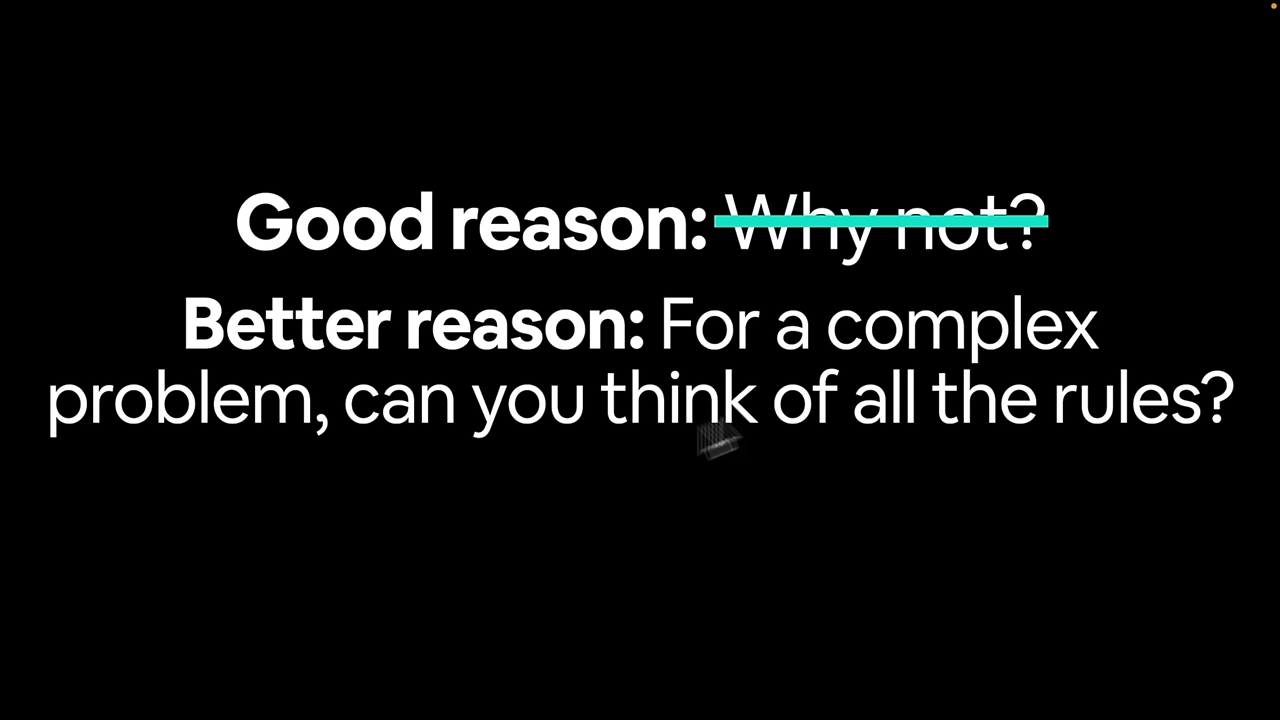 Good reason: Why not?
Better reason: For a complex
problem, can you think of all the rules?